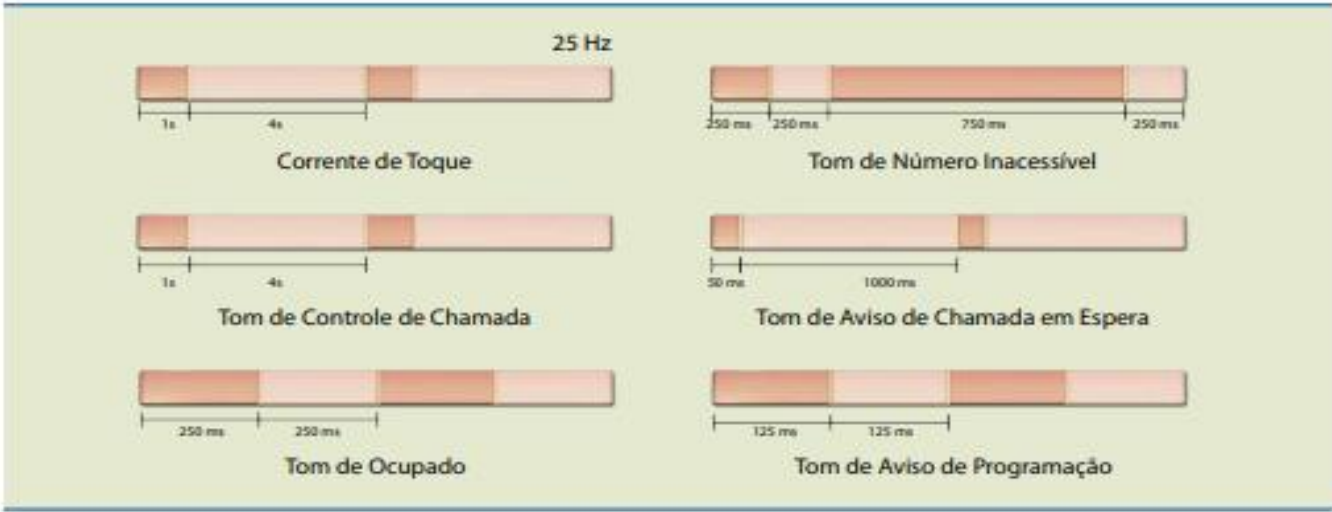 25 Hz
1s 4s
Corrente de Toque
250 ms 250 ms 750 ms 250 ms
Tom de Número Inacessível
1s 4s
Tom de Controle de Chamada
50 ms 1000 ms
Tom de Aviso de Chamada em Espera
250 ms 250 ms
Tom de Ocupado
125 ms 125 ms
Tom de Aviso de Programação